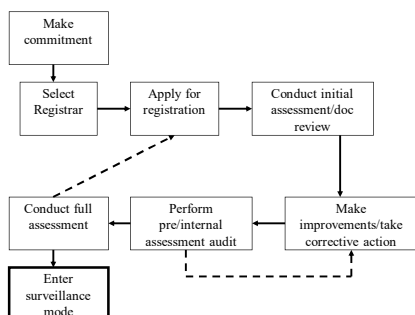 Make
commitment
Select
Registrar
Apply for
registration
Conduct initial
assessment/doc
review
Conduct full
assessment
Perform
pre/internal
assessment audit
Make
improvements/take
corrective action
Enter
surveillance
mode